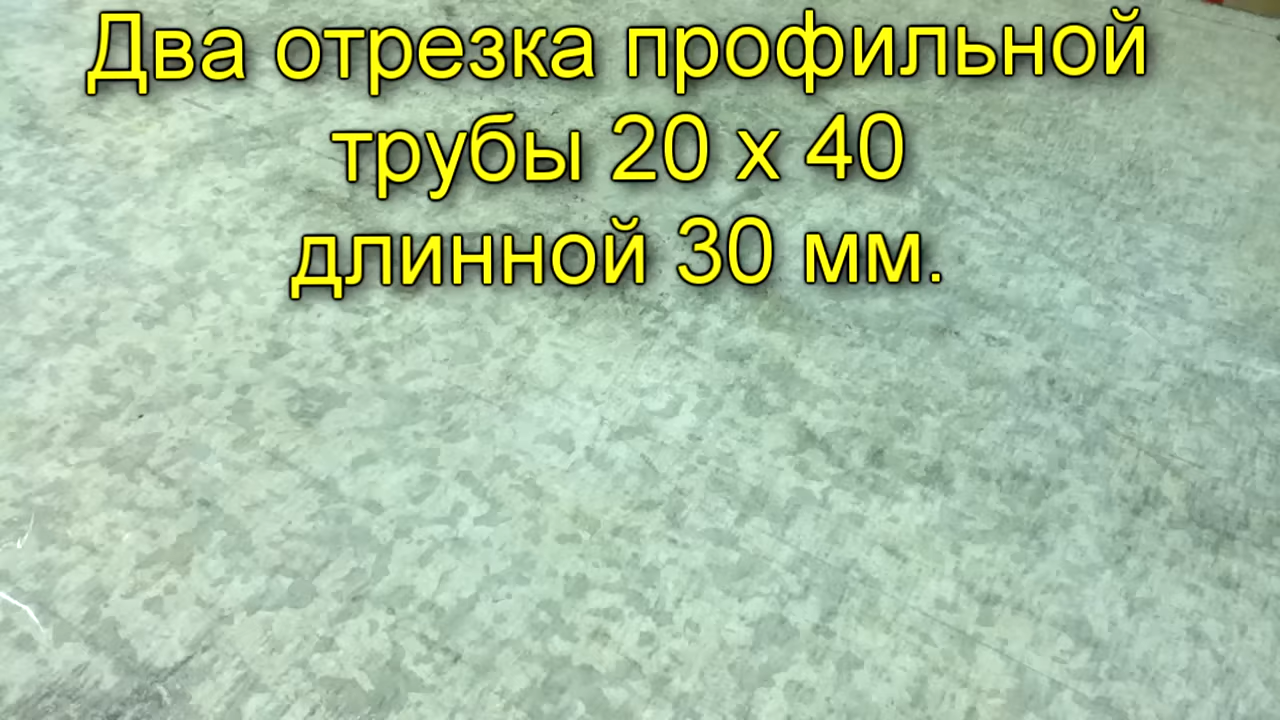 Два отрезка профильной
трубы 20 х 40
длинной 30 мм.